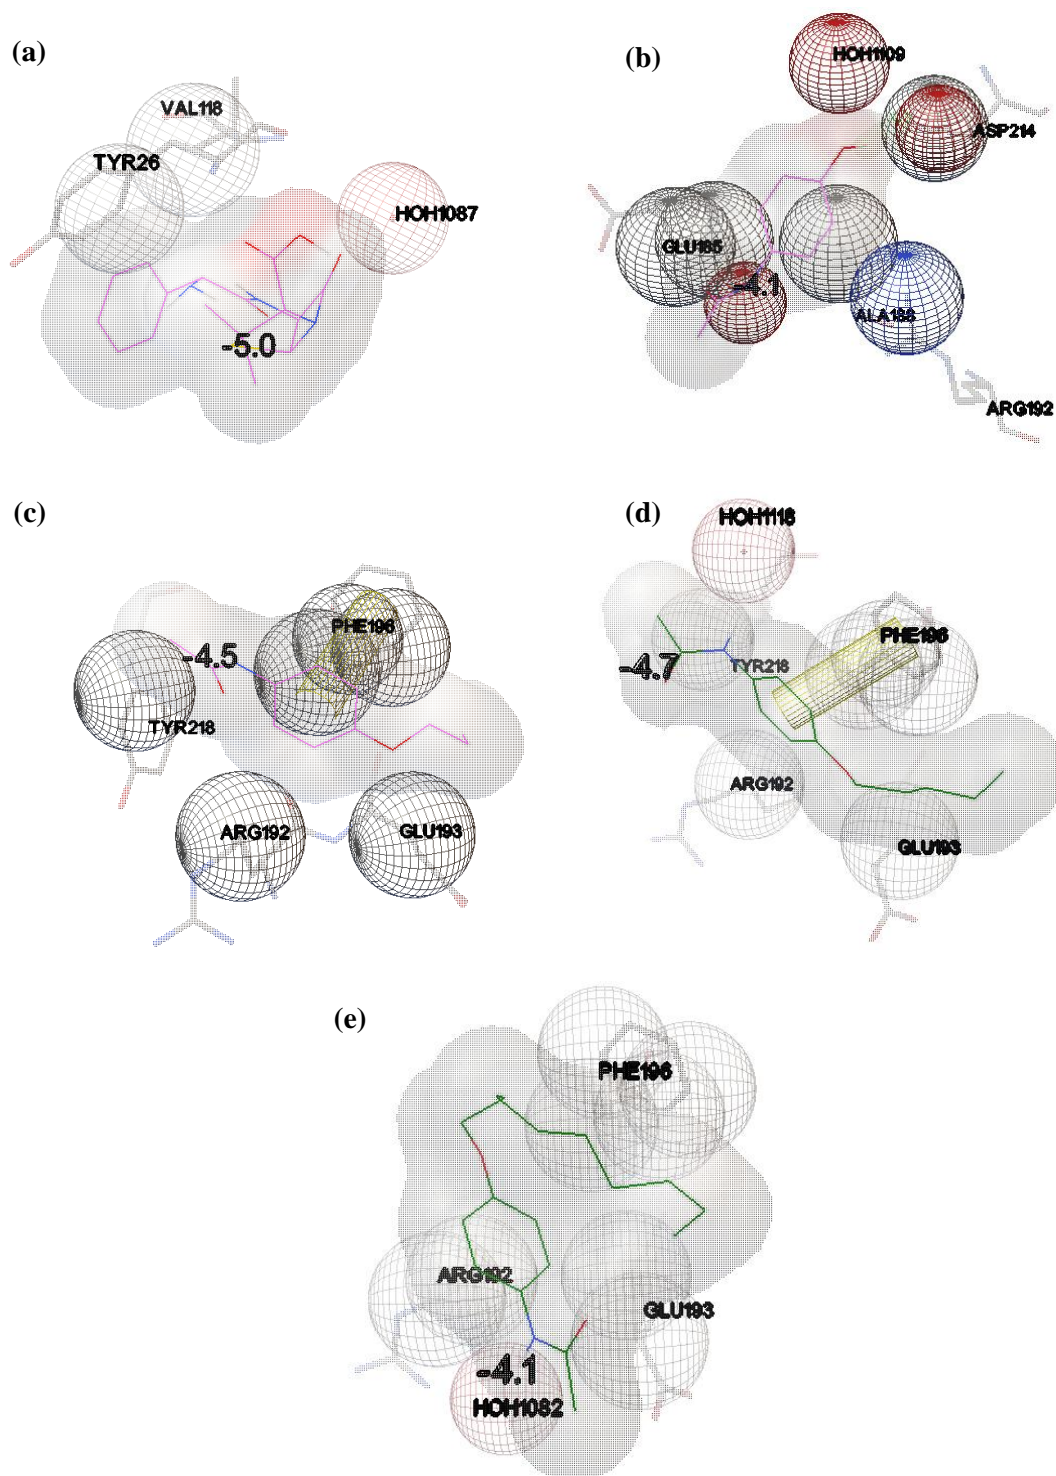 (a)
VAL118
TYR26
HOH1087
-5.0
(b)
HOH1109
ASP214
GLU185
-4.1
ALA188
ARG192
(c)
PHE196
-4.5
TYR218
ARG192
GLU193
(d)
HOH1118
PHE196
-4.7
TYR218
ARG192
GLU193
(e)
PHE196
ARG192
GLU193
-4.1
HOH1082